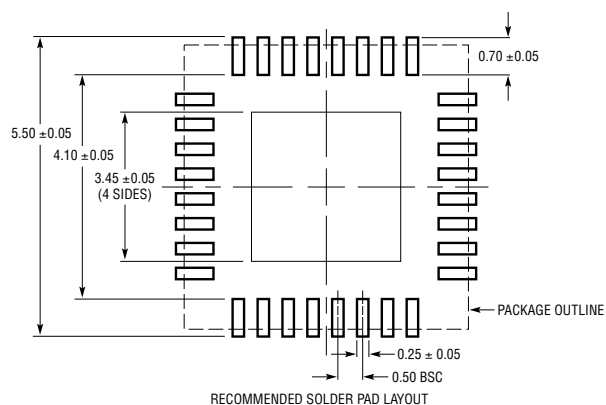 0.70 ±0.05
5.50 ±0.05
4.10 ±0.05
3.45 ±0.05
(4 SIDES)
PACKAGE OUTLINE
0.25 ± 0.05
0.50 BSC
RECOMMENDED SOLDER PAD LAYOUT